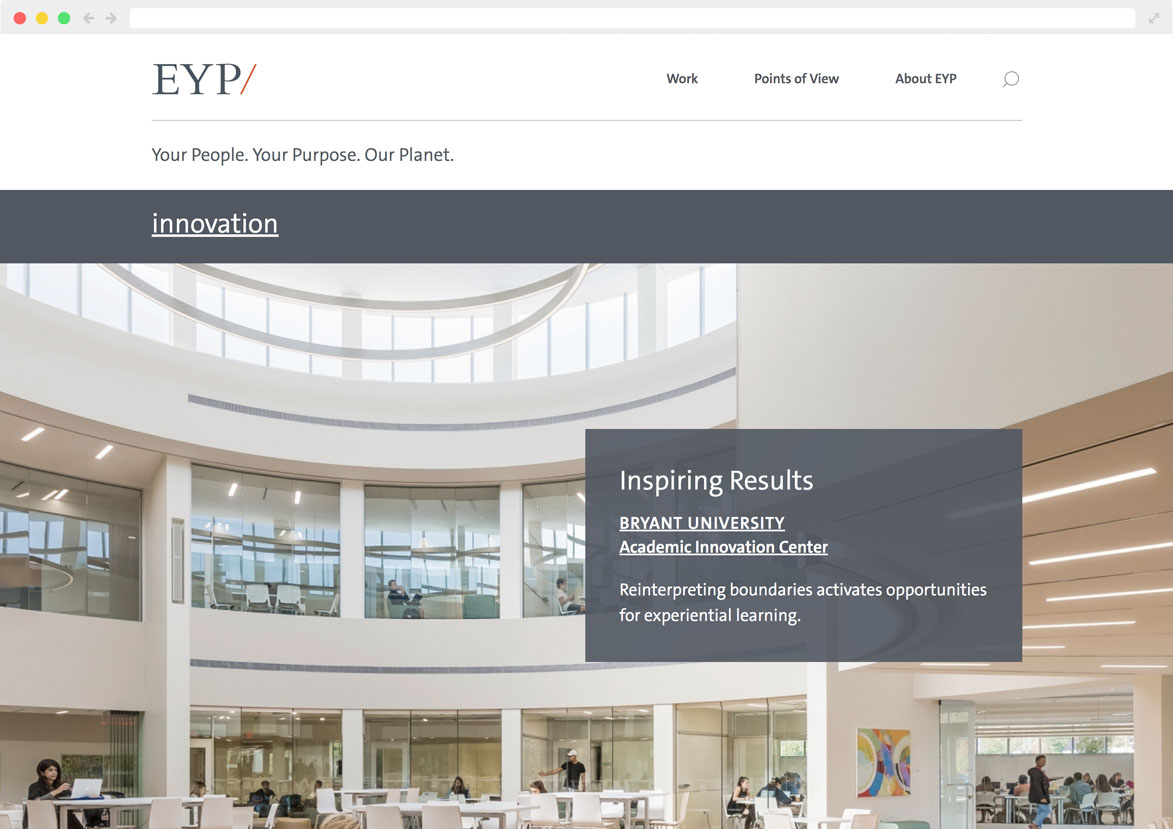 EYP/
Work
Points of View
About EYP
Your People. Your Purpose. Our Planet.
innovation
Inspiring Results
BRYANT UNIVERSITY
Academic Innovation Center
Reinterpreting boundaries activates opportunities
for experiential learning.